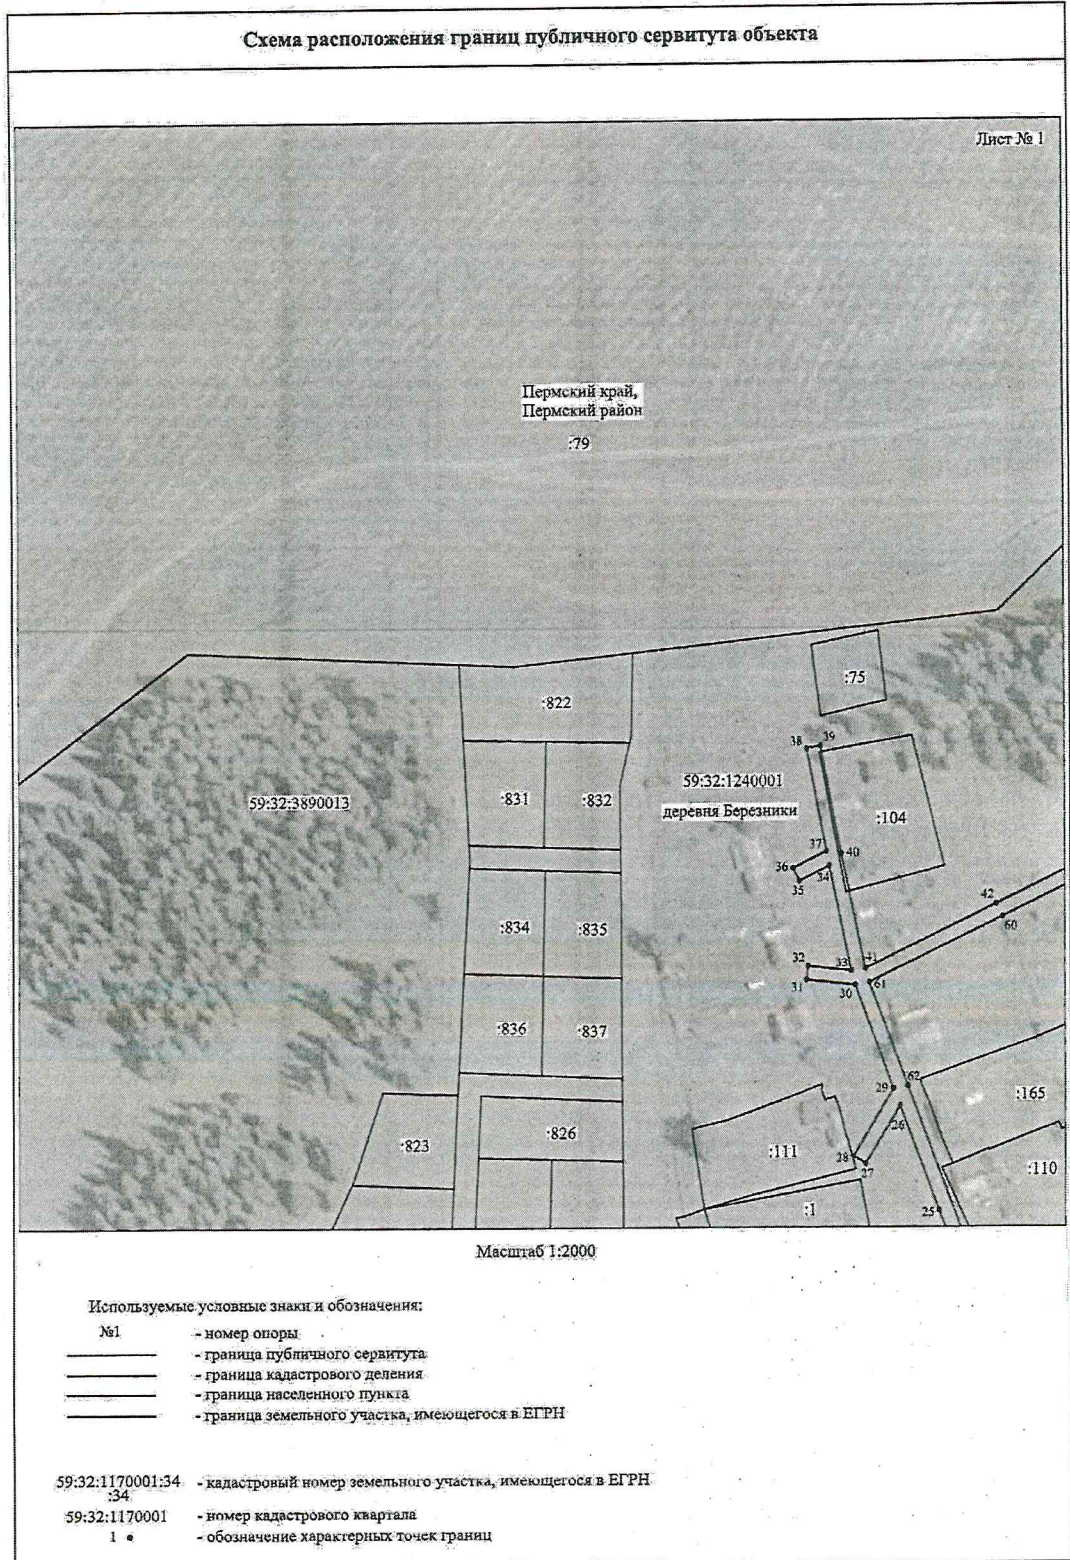 Схема расположения границ публичного сервитута объекта
Лист № 1
Пермский край,
Пермский район
:79
:75
:822
38
39
59:32:1240001
59:32:3890013
:831
:832
деревня Березники
:104
37
40
36
34
35
42
60
:834
:835
32
33
41
31
30
61
:836
:837
29
62
:165
26
:823
:826
:111
28
27
:110
:1
25
Масштаб 1:2000
Используемые условные знаки и обозначения:
№1 - номер опоры
- граница публичного сервитута
- граница кадастрового деления
- граница населенного пункта
- граница земельного участка, имеющегося в ЕГРН
59:32:1170001:34 - кадастровый номер земельного участка, имеющегося в ЕГРН
:34
59:32:1170001 - номер кадастрового квартала
1 • - обозначение характерных точек границ